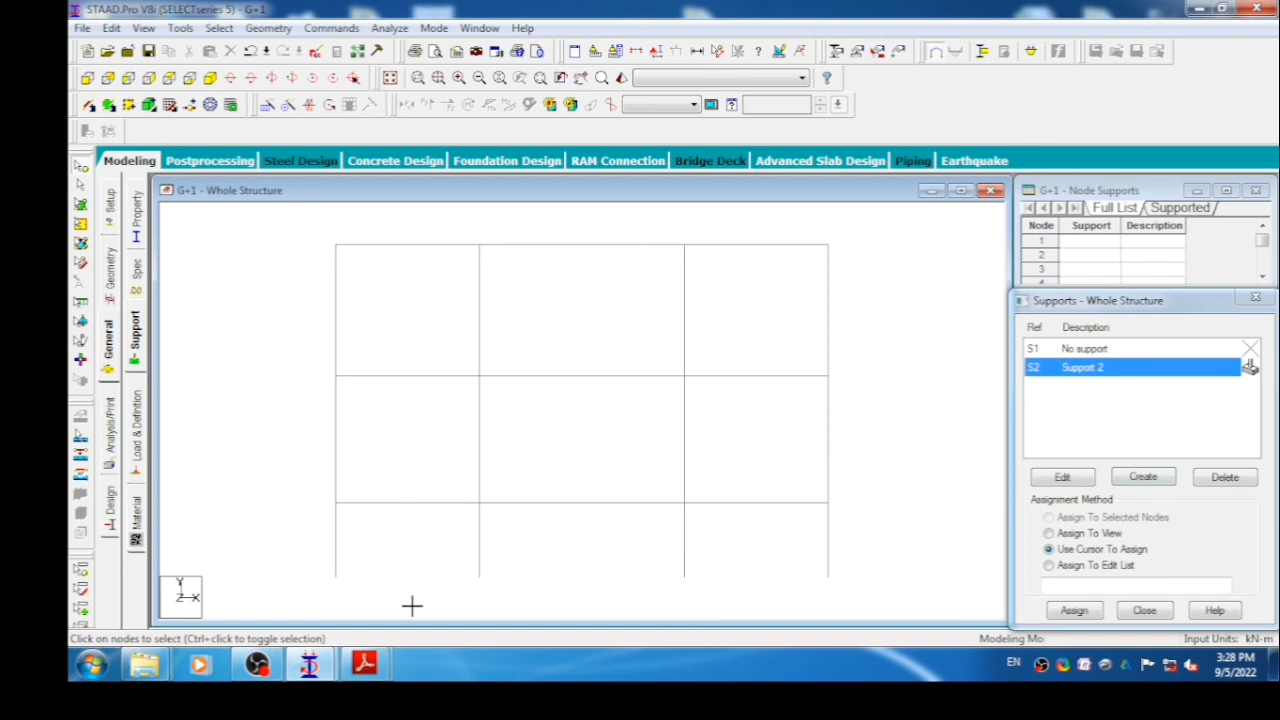 STAAD.Pro V8i (SELECTseries 5) - G+1
File Edit View Tools Select Geometry Commands Analyze Mode Window Help
Modeling Postprocessing Steel Design Concrete Design Foundation Design RAM Connection Bridge Deck Advanced Slab Design Piping Earthquake
Setup
Geometry
General
Analysis/Print
Design
Property
Spec
Support
Load & Definition
Material
G+1 - Whole Structure
Y
Z X
G+1 - Node Supports
Full List Supported
Node Support Description
1
2
3
Supports - Whole Structure
Ref Description
S1 No support
S2 Support 2
Edit Create Delete
Assignment Method
Assign To Selected Nodes
Assign To View
Use Cursor To Assign
Assign To Edit List
Assign Close Help
Click on nodes to select (Ctrl+click to toggle selection)
Modeling Mo
Input Units: kN-m
EN
3:28 PM
9/5/2022